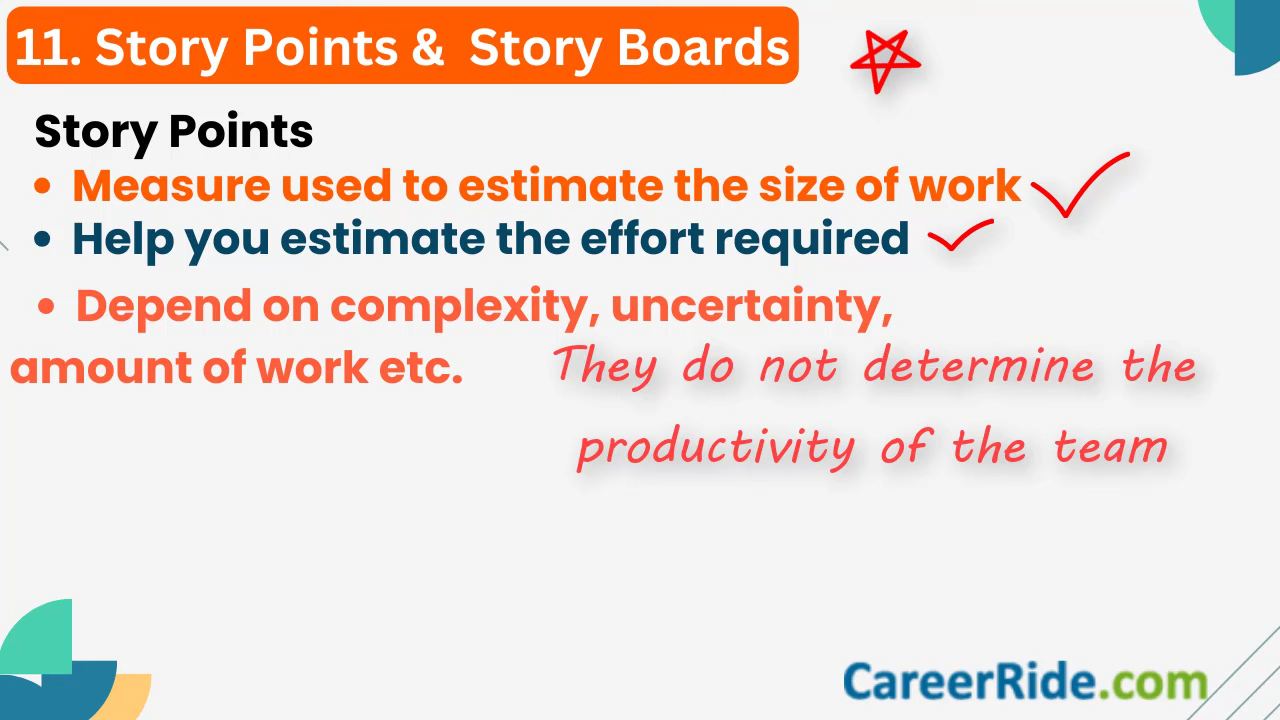 11. Story Points & Story Boards
Story Points
• Measure used to estimate the size of work
• Help you estimate the effort required
• Depend on complexity, uncertainty,
amount of work etc.
They do not determine the
productivity of the team
CareerRide.com